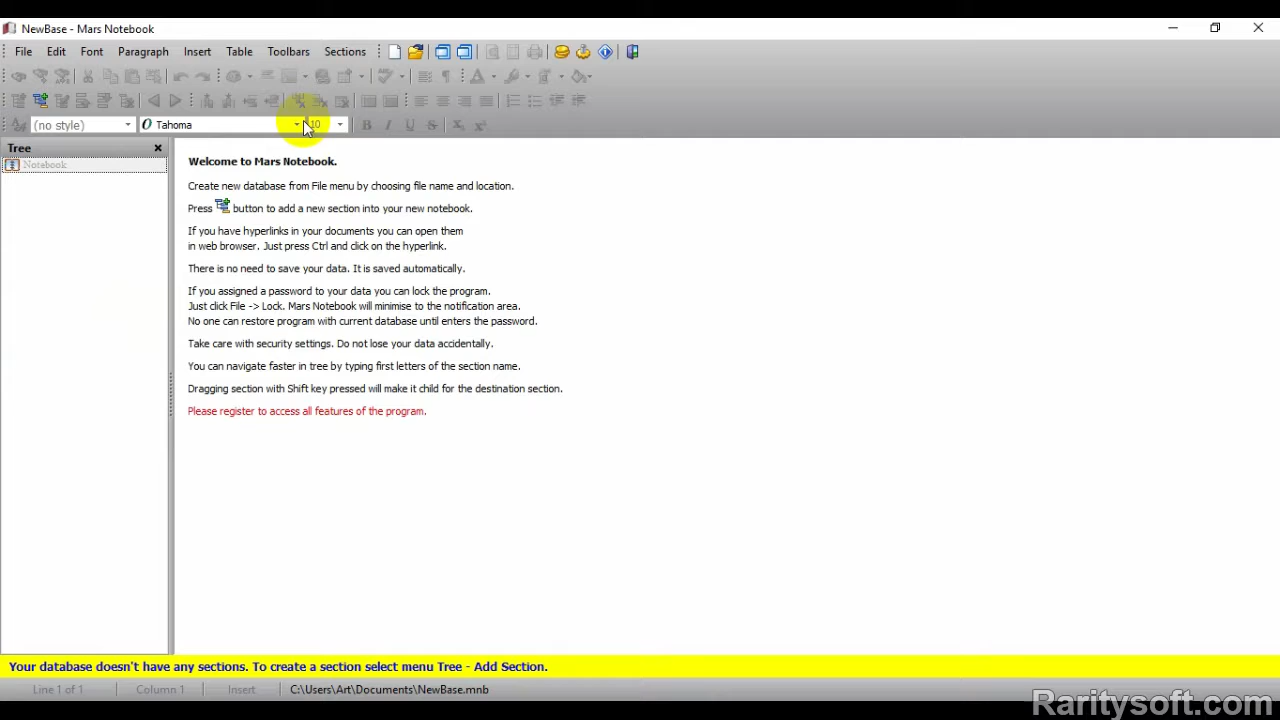 NewBase - Mars Notebook
File Edit Font Paragraph Insert Table Toolbars Sections
(no style) Tahoma 10
Tree
Notebook
Welcome to Mars Notebook.
Create new database from File menu by choosing file name and location.
Press button to add a new section into your new notebook.
If you have hyperlinks in your documents you can open them
in web browser. Just press Ctrl and click on the hyperlink.
There is no need to save your data. It is saved automatically.
If you assigned a password to your data you can lock the program.
Just click File -> Lock. Mars Notebook will minimise to the notification area.
No one can restore program with current database until enters the password.
Take care with security settings. Do not lose your data accidentally.
You can navigate faster in tree by typing first letters of the section name.
Dragging section with Shift key pressed will make it child for the destination section.
Please register to access all features of the program.
Your database doesn't have any sections. To create a section select menu Tree - Add Section.
Line 1 of 1 Column 1 Insert C:\Users\Art\Documents\NewBase.mnb
Raritysoft.com